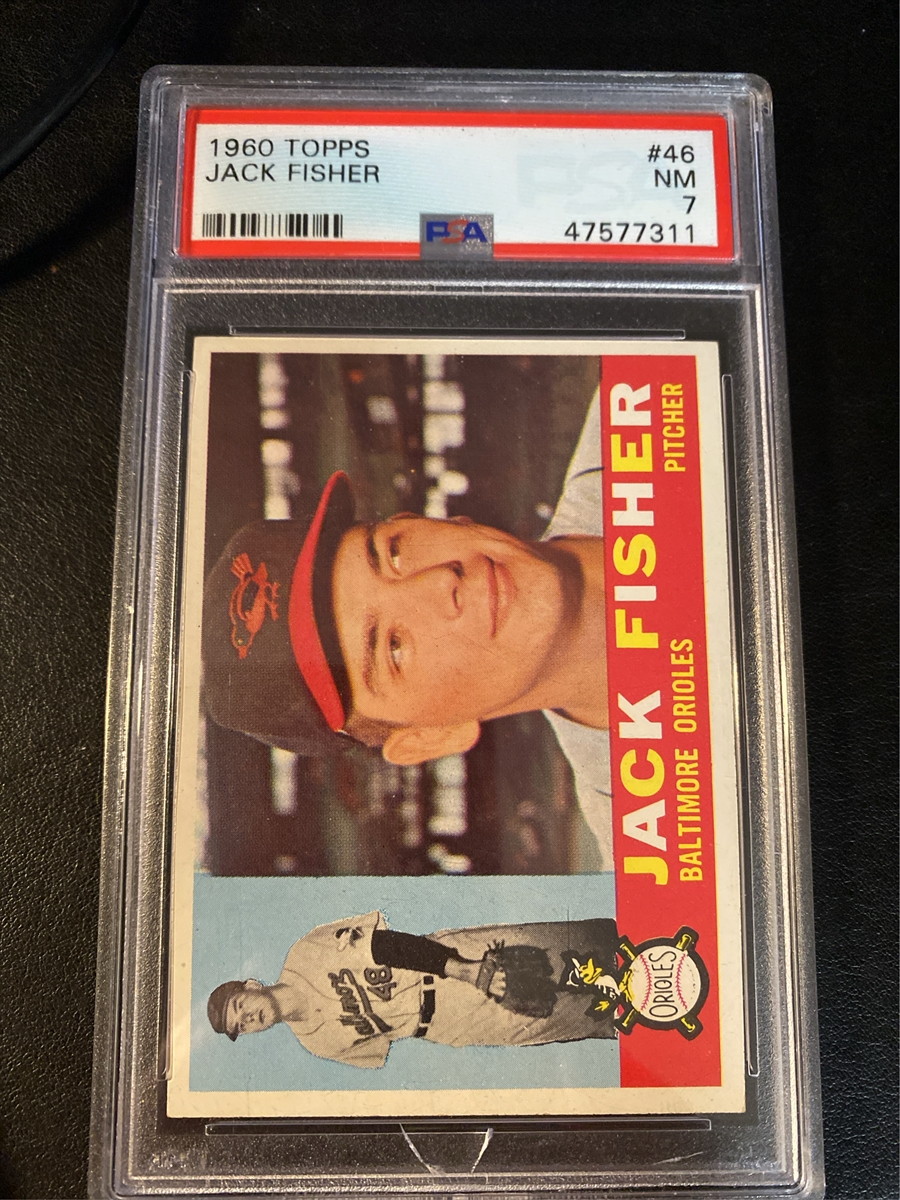 1960 TOPPS
JACK FISHER
#46
NM
7
47577311
PSA
JACK FISHER
BALTIMORE ORIOLES
PITCHER
ORIOLES
48